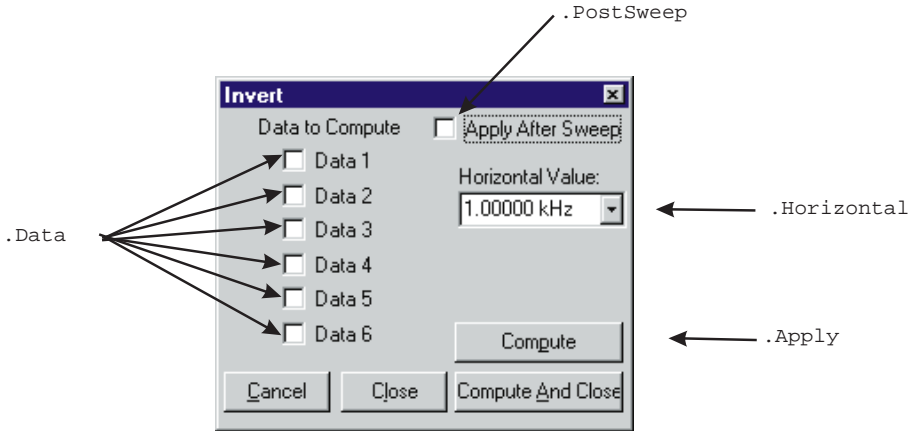 .PostSweep
Invert
Data to Compute
Apply After Sweep
Data 1
Horizontal Value:
Data 2
1.00000 kHz
.Horizontal
Data 3
.Data
Data 4
Data 5
Data 6
Compute
.Apply
Cancel
Close
Compute And Close